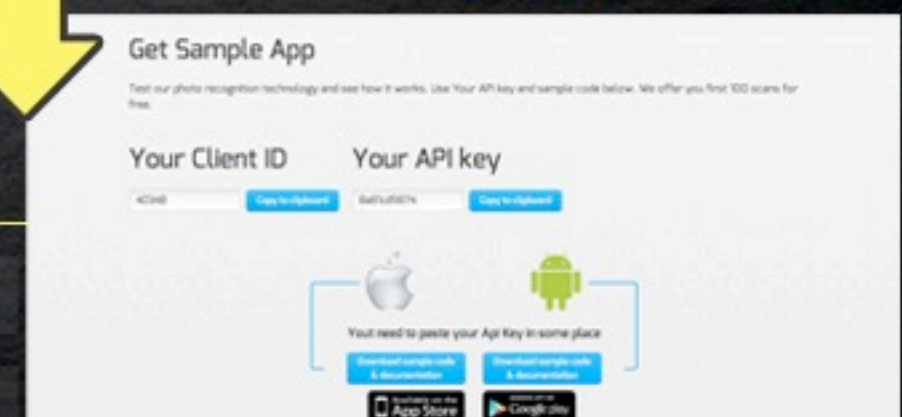 Get Sample App
Test our photo recognition technology and see how it works. Use Your API key and sample code below. We offer you first 100 scans for
free.
Your Client ID Your API key
Copy to clipboard Copy to clipboard
Yout need to paste your Api Key in some place
Download sample code Download sample code
& documentation & documentation
Available on the
App Store Google play